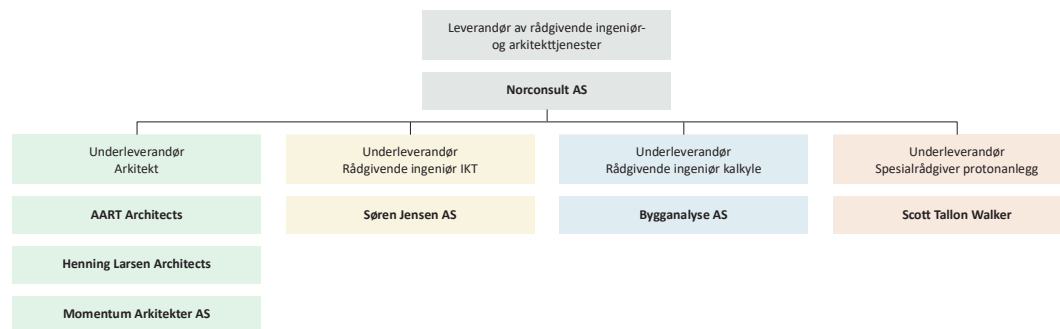 Leverandør av rådgivende ingeniør-
og arkitekttjenester
Norconsult AS
Underleverandør
Arkitekt
AART Architects
Henning Larsen Architects
Momentum Arkitekter AS
Underleverandør
Rådgivende ingeniør IKT
Søren Jensen AS
Underleverandør
Rådgivende ingeniør kalkyle
Bygganalyse AS
Underleverandør
Spesialrådgiver protonanlegg
Scott Tallon Walker